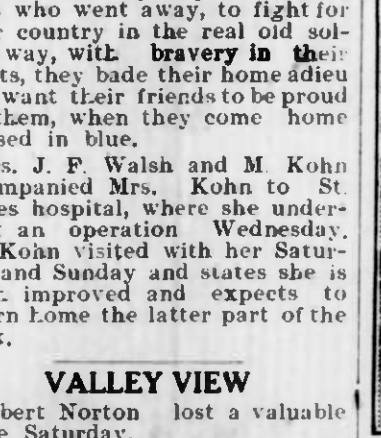 who went away, to fight for
country in the real old sol-
way, with bravery in their
ts, they bade their home adieu
want their friends to be proud
them, when they come home
sed in blue.
s. J. F. Walsh and M. Kohn
ompanied Mrs. Kohn to St.
es hospital, where she under-
an operation Wednesday.
Kohn visited with her Satur-
and Sunday and states she is
improved and expects to
rn home the latter part of the
VALLEY VIEW
bert Norton lost a valuable
Saturday.